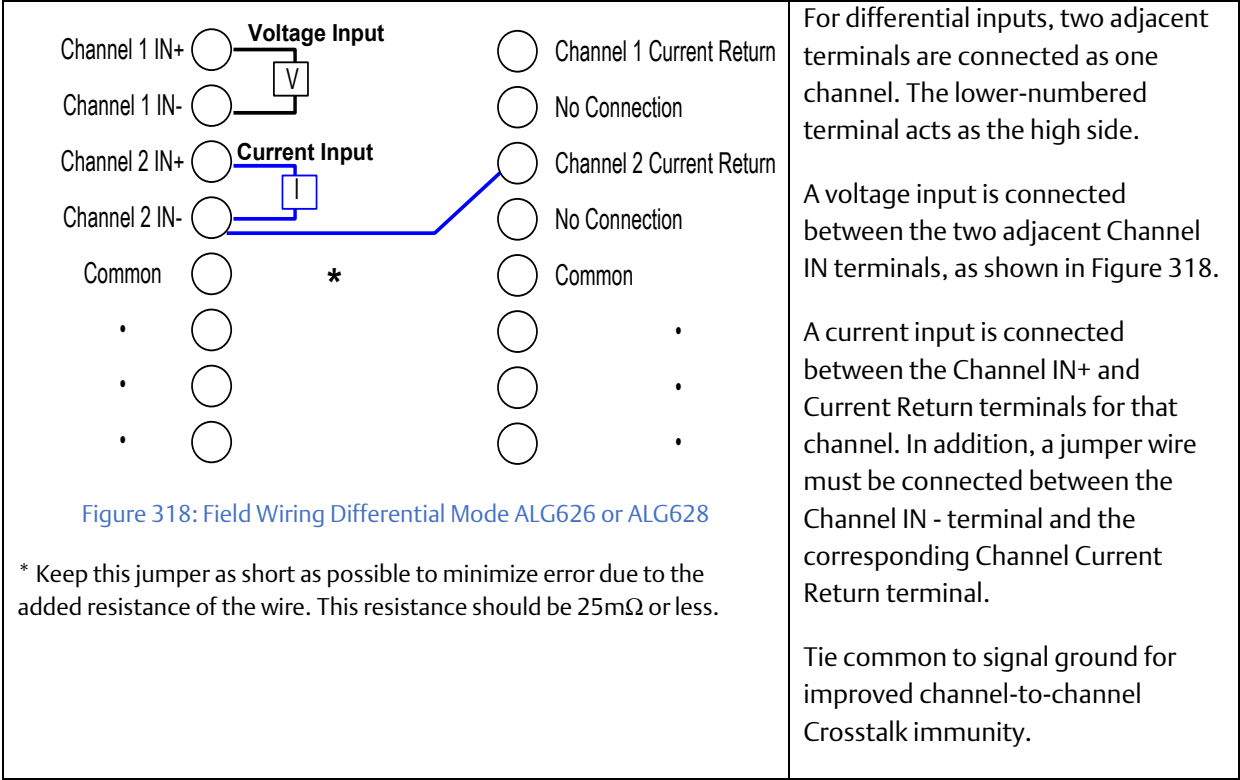 Voltage Input
Channel 1 IN+
V
Channel 1 IN-
Channel 2 IN+
Current Input
I
Channel 2 IN-
Common
*
•
•
•
Channel 1 Current Return
No Connection
Channel 2 Current Return
No Connection
Common
•
•
•
Figure 318: Field Wiring Differential Mode ALG626 or ALG628
* Keep this jumper as short as possible to minimize error due to the
added resistance of the wire. This resistance should be 25mΩ or less.
For differential inputs, two adjacent
terminals are connected as one
channel. The lower-numbered
terminal acts as the high side.
A voltage input is connected
between the two adjacent Channel
IN terminals, as shown in Figure 318.
A current input is connected
between the Channel IN+ and
Current Return terminals for that
channel. In addition, a jumper wire
must be connected between the
Channel IN - terminal and the
corresponding Channel Current
Return terminal.
Tie common to signal ground for
improved channel-to-channel
Crosstalk immunity.